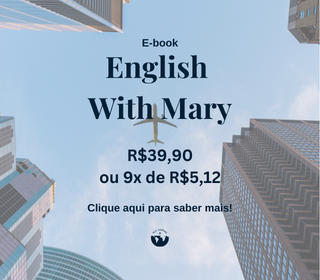 E-book
English
With Mary
R$39,90
ou 9x de R$5,12
Clique aqui para saber mais!